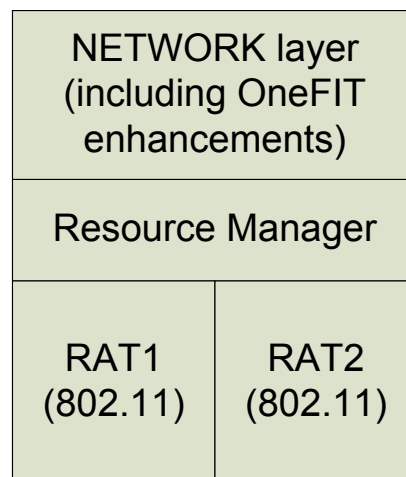 NETWORK layer
(including OneFIT
enhancements)
Resource Manager
RAT1
(802.11)
RAT2
(802.11)